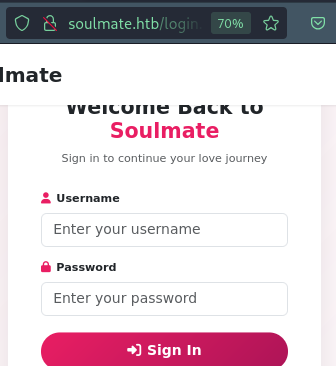 soulmate.htb/login.
70%
lmate
Welcome Back to
Soulmate
Sign in to continue your love journey
Username
Enter your username
Password
Enter your password
Sign In